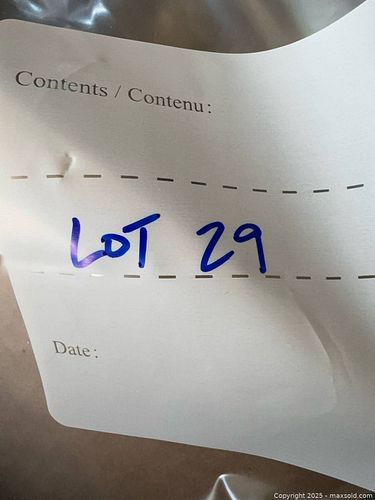 Contents / Contenu:
LOT 29
Date:
Copyright 2025 - maxsold.com